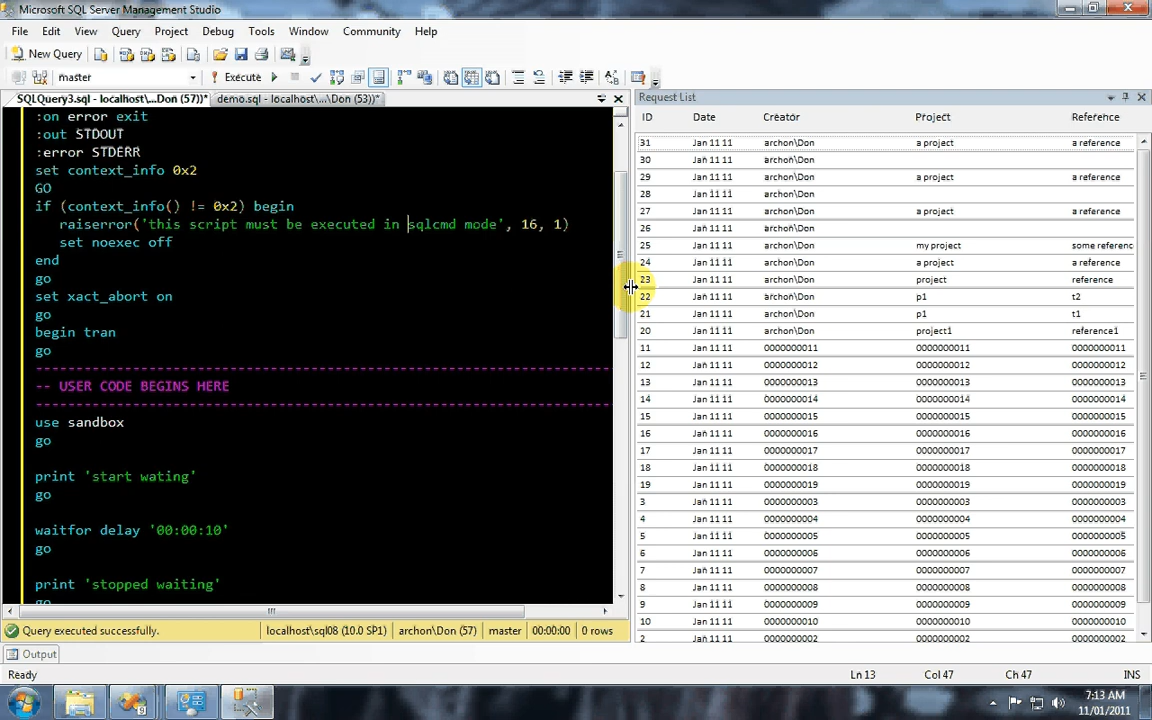 Microsoft SQL Server Management Studio
File Edit View Query Project Debug Tools Window Community Help
New Query
master Execute
SQLQuery3.sql - localhost\...Don (57))* demo.sql - localhost\...\Don (53))*
:on error exit
:out STDOUT
:error STDERR
set context_info 0x2
GO
if (context_info() != 0x2) begin
raiserror('this script must be executed in sqlcmd mode', 16, 1)
set noexec off
end
go
set xact_abort on
go
begin tran
go
-- USER CODE BEGINS HERE
use sandbox
go
print 'start wating'
go
waitfor delay '00:00:10'
go
print 'stopped waiting'
go
Query executed successfully. localhost\sql08 (10.0 SP1) archon\Don (57) master 00:00:00 0 rows
Request List
ID Date Creator Project Reference
31 Jan 11 11 archon\Don a project a reference
30 Jan 11 11 archon\Don
29 Jan 11 11 archon\Don a project a reference
28 Jan 11 11 archon\Don
27 Jan 11 11 archon\Don a project a reference
26 Jan 11 11 archon\Don
25 Jan 11 11 archon\Don my project some referenc
24 Jan 11 11 archon\Don a project a reference
23 Jan 11 11 archon\Don project reference
22 Jan 11 11 archon\Don p1 t2
21 Jan 11 11 archon\Don p1 t1
20 Jan 11 11 archon\Don project1 reference1
11 Jan 11 11 0000000011 0000000011 0000000011
12 Jan 11 11 0000000012 0000000012 0000000012
13 Jan 11 11 0000000013 0000000013 0000000013
14 Jan 11 11 0000000014 0000000014 0000000014
15 Jan 11 11 0000000015 0000000015 0000000015
16 Jan 11 11 0000000016 0000000016 0000000016
17 Jan 11 11 0000000017 0000000017 0000000017
18 Jan 11 11 0000000018 0000000018 0000000018
19 Jan 11 11 0000000019 0000000019 0000000019
3 Jan 11 11 0000000003 0000000003 0000000003
4 Jan 11 11 0000000004 0000000004 0000000004
5 Jan 11 11 0000000005 0000000005 0000000005
6 Jan 11 11 0000000006 0000000006 0000000006
7 Jan 11 11 0000000007 0000000007 0000000007
8 Jan 11 11 0000000008 0000000008 0000000008
9 Jan 11 11 0000000009 0000000009 0000000009
10 Jan 11 11 0000000010 0000000010 0000000010
2 Jan 11 11 0000000002 0000000002 0000000002
Output
Ready Ln 13 Col 47 Ch 47 INS
7:13 AM
11/01/2011